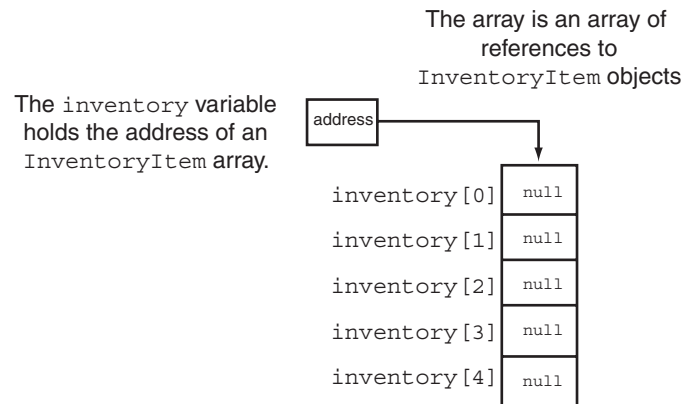 The array is an array of
references to
InventoryItem objects
The inventory variable
holds the address of an
InventoryItem array.
address
inventory[0] null
inventory[1] null
inventory[2] null
inventory[3] null
inventory[4] null